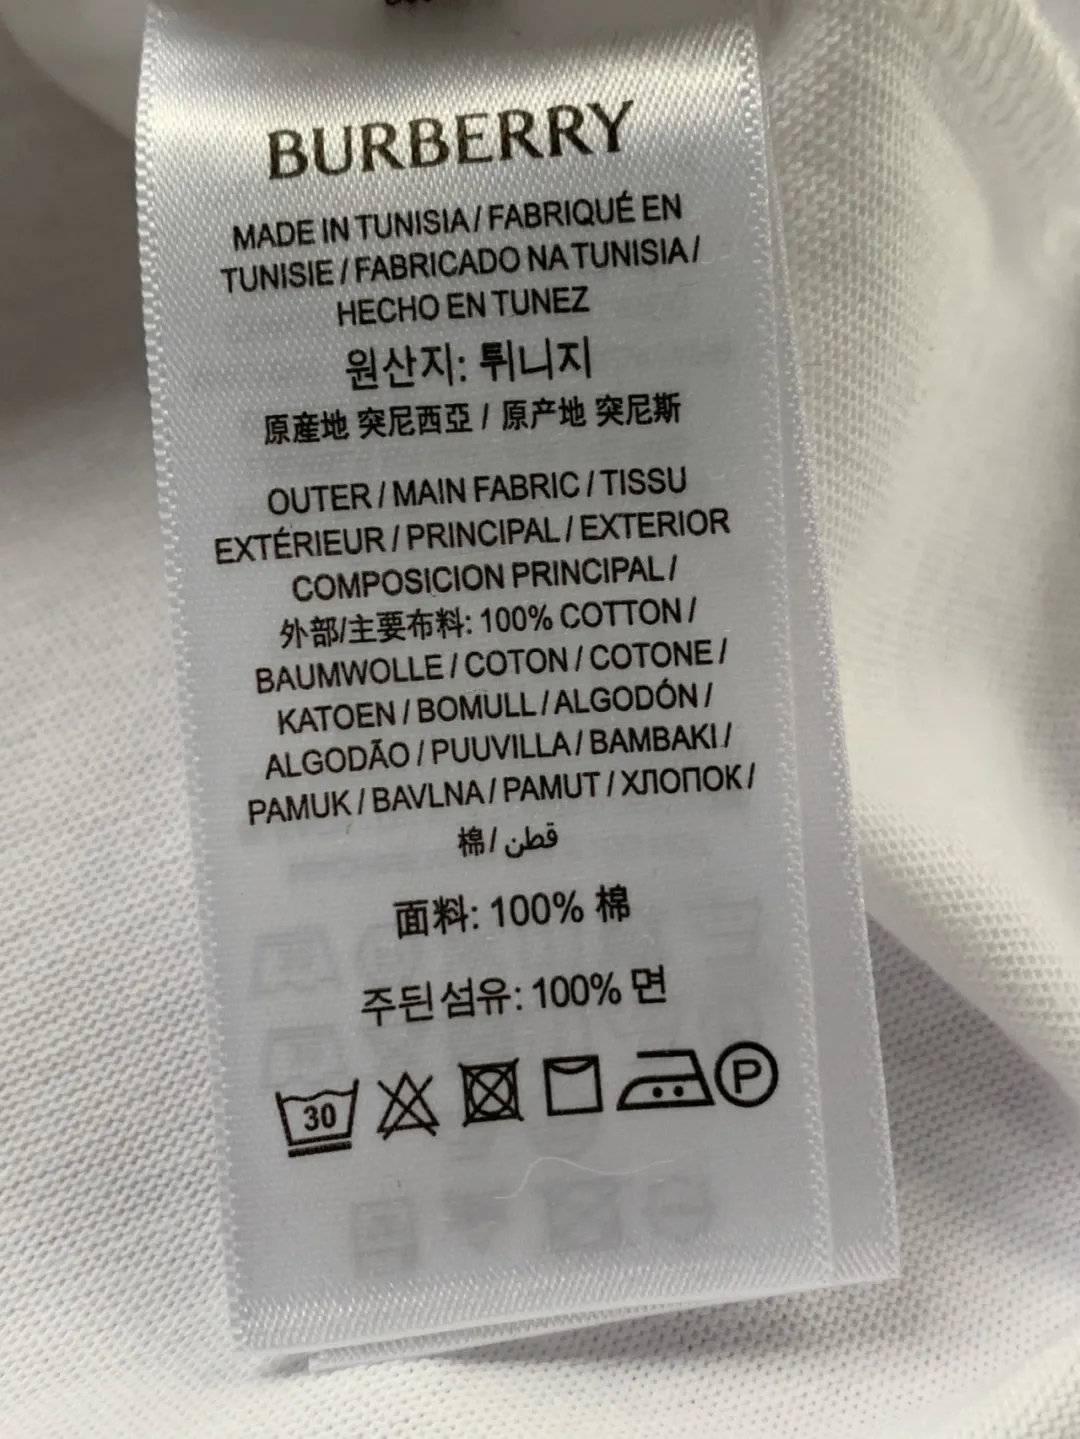 BURBERRY
MADE IN TUNISIA / FABRIQUÉ EN
TUNISIE / FABRICADO NA TUNISIA /
HECHO EN TUNEZ
원산지: 튀니지
原産地 突尼西亞 / 原产地 突尼斯
OUTER / MAIN FABRIC / TISSU
EXTÉRIEUR / PRINCIPAL / EXTERIOR
COMPOSICION PRINCIPAL /
外部/主要布料: 100% COTTON /
BAUMWOLLE / COTON / COTONE /
KATOEN / BOMULL / ALGODÓN /
ALGODÃO / PUUVILLA / BAMBAKI /
PAMUK / BAVLNA / PAMUT / ХЛОПОК /
棉 / قطن
面料: 100% 棉
주된 섬유: 100% 면
30 P